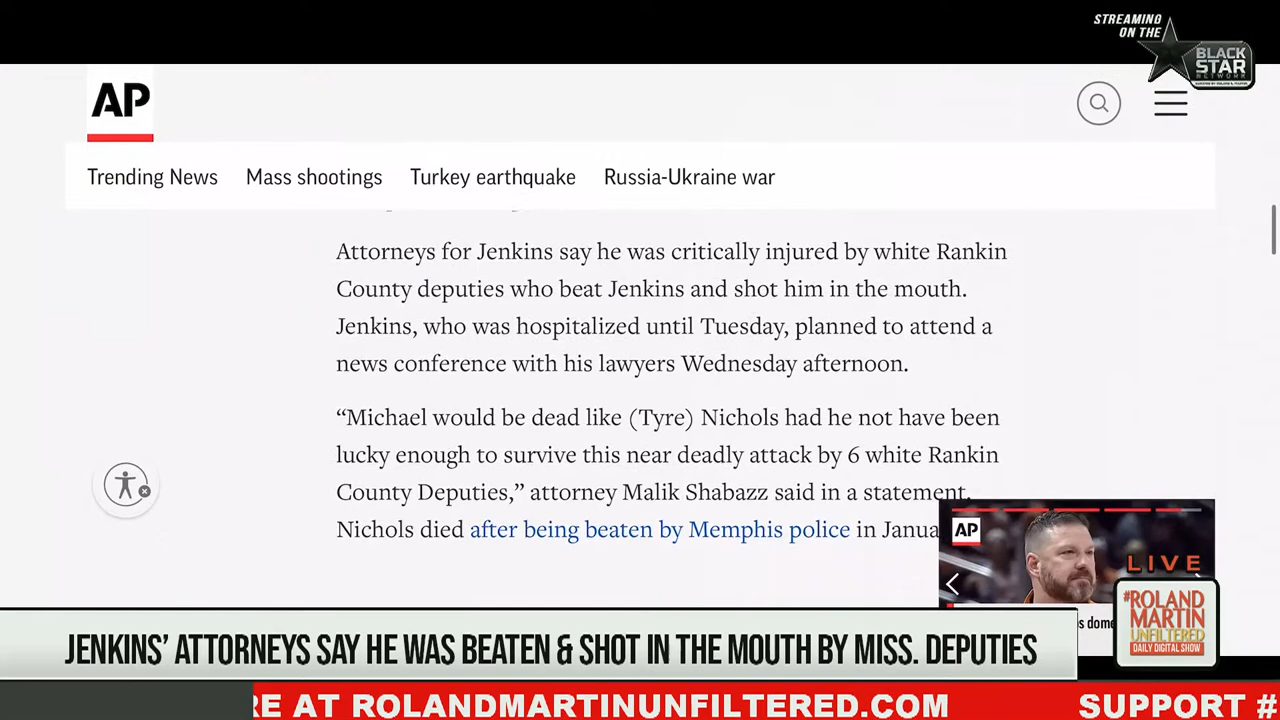 STREAMING
ON THE
BLACK
STAR
NETWORK
AP
Trending News
Mass shootings
Turkey earthquake
Russia-Ukraine war
Attorneys for Jenkins say he was critically injured by white Rankin
County deputies who beat Jenkins and shot him in the mouth.
Jenkins, who was hospitalized until Tuesday, planned to attend a
news conference with his lawyers Wednesday afternoon.
“Michael would be dead like (Tyre) Nichols had he not have been
lucky enough to survive this near deadly attack by 6 white Rankin
County Deputies,” attorney Malik Shabazz said in a statement.
Nichols died after being beaten by Memphis police in Janua
AP
LIVE
s dome
#ROLAND
MARTIN
UNFILTERED
DAILY DIGITAL SHOW
JENKINS’ ATTORNEYS SAY HE WAS BEATEN & SHOT IN THE MOUTH BY MISS. DEPUTIES
RE AT ROLANDMARTINUNFILTERED.COM
SUPPORT #